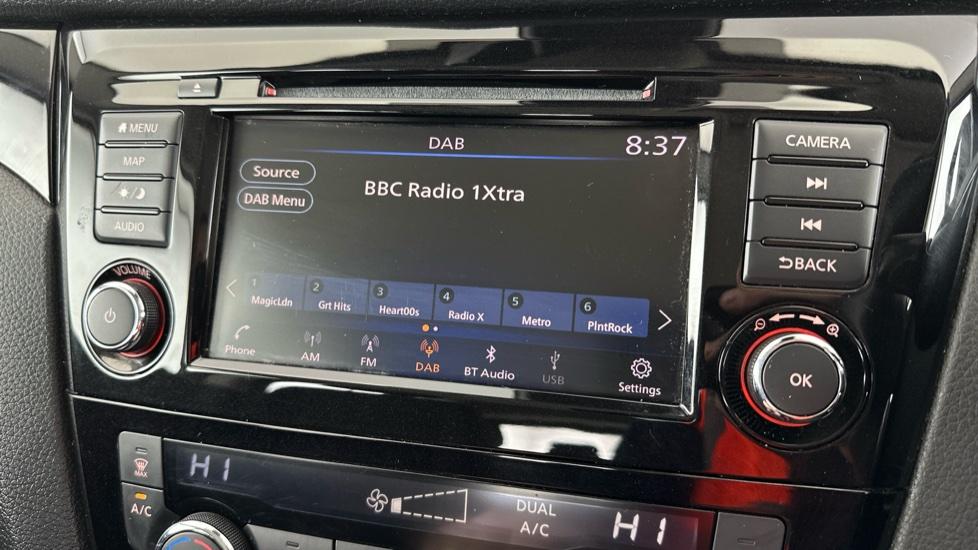 MENU
MAP
AUDIO
VOLUME
DAB 8:37
Source
DAB Menu
BBC Radio 1Xtra
1 MagicLdn
2 Grt Hits
3 Heart00s
4 Radio X
5 Metro
6 PlntRock
Phone
AM
FM
DAB
BT Audio
USB
Settings
CAMERA
BACK
OK
MAX
A/C
HI
DUAL
A/C
HI